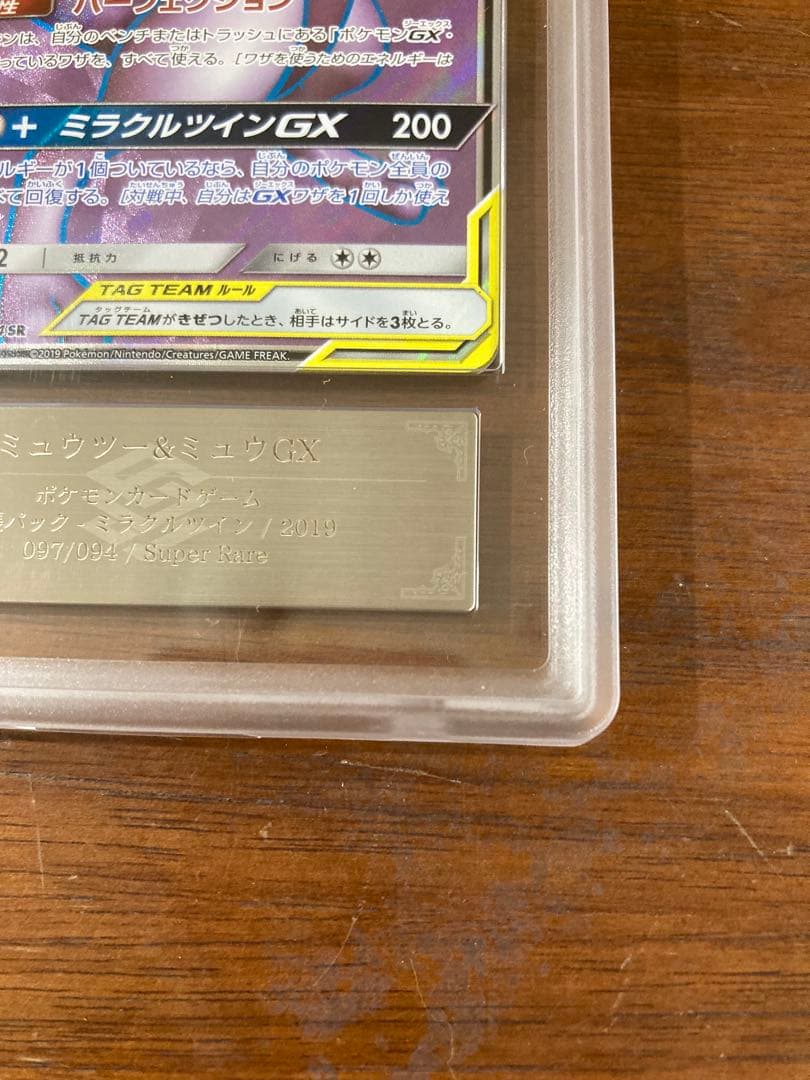 性 パーフェクション
ンは、自分のベンチまたはトラッシュにある「ポケモンGX・
っているワザを、すべて使える。[ワザを使うためのエネルギーは
+ ミラクルツインGX 200
ルギーが1個ついているなら、自分のポケモン全員の
べて回復する。[対戦中、自分はGXワザを1回しか使え
2 抵抗力 にげる
TAG TEAM ルール
TAG TEAMがきぜつしたとき、相手はサイドを3枚とる。
SR
©2019 Pokémon/Nintendo/Creatures/GAME FREAK.
ミュウツー&ミュウGX
ポケモンカードゲーム
張パック - ミラクルツイン / 2019
097/094 / Super Rare